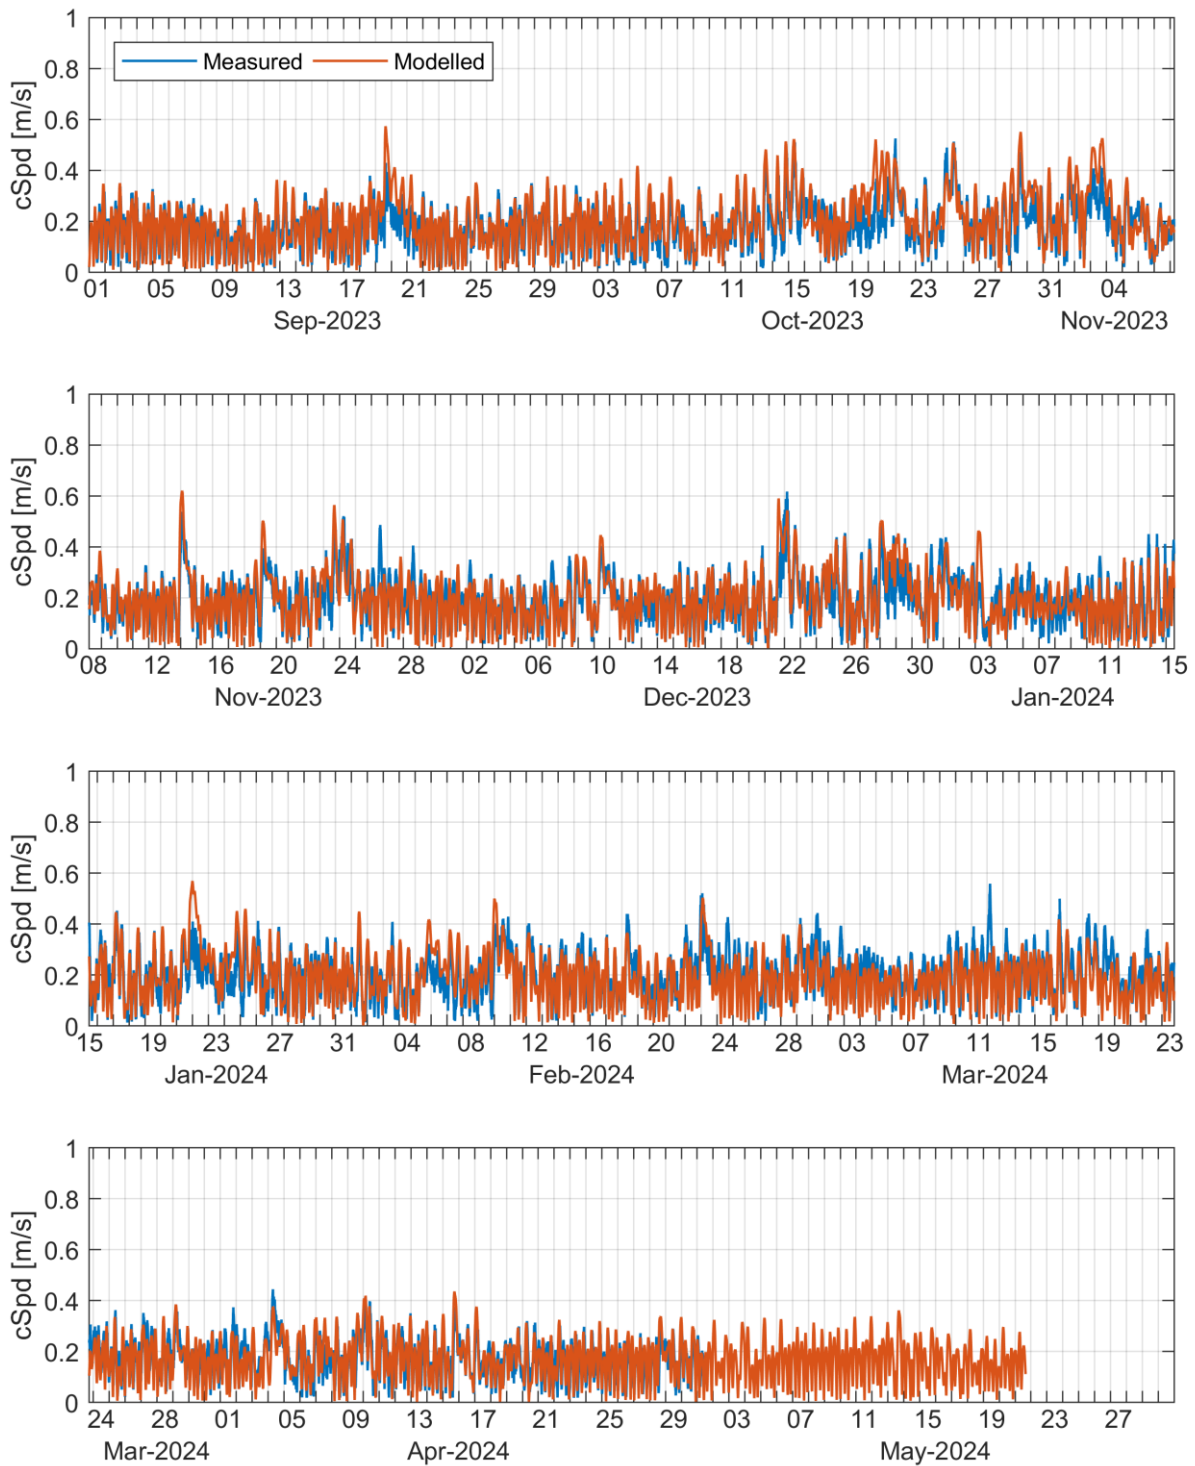 1
0.8
0.6
0.4
0.2
0
cSpd [m/s]
Measured Modelled
01 05 09 13 17 21 25 29 03 07 11 15 19 23 27 31 04
Sep-2023 Oct-2023 Nov-2023
1
0.8
0.6
0.4
0.2
0
cSpd [m/s]
08 12 16 20 24 28 02 06 10 14 18 22 26 30 03 07 11 15
Nov-2023 Dec-2023 Jan-2024
1
0.8
0.6
0.4
0.2
0
cSpd [m/s]
15 19 23 27 31 04 08 12 16 20 24 28 03 07 11 15 19 23
Jan-2024 Feb-2024 Mar-2024
1
0.8
0.6
0.4
0.2
0
cSpd [m/s]
24 28 01 05 09 13 17 21 25 29 03 07 11 15 19 23 27
Mar-2024 Apr-2024 May-2024